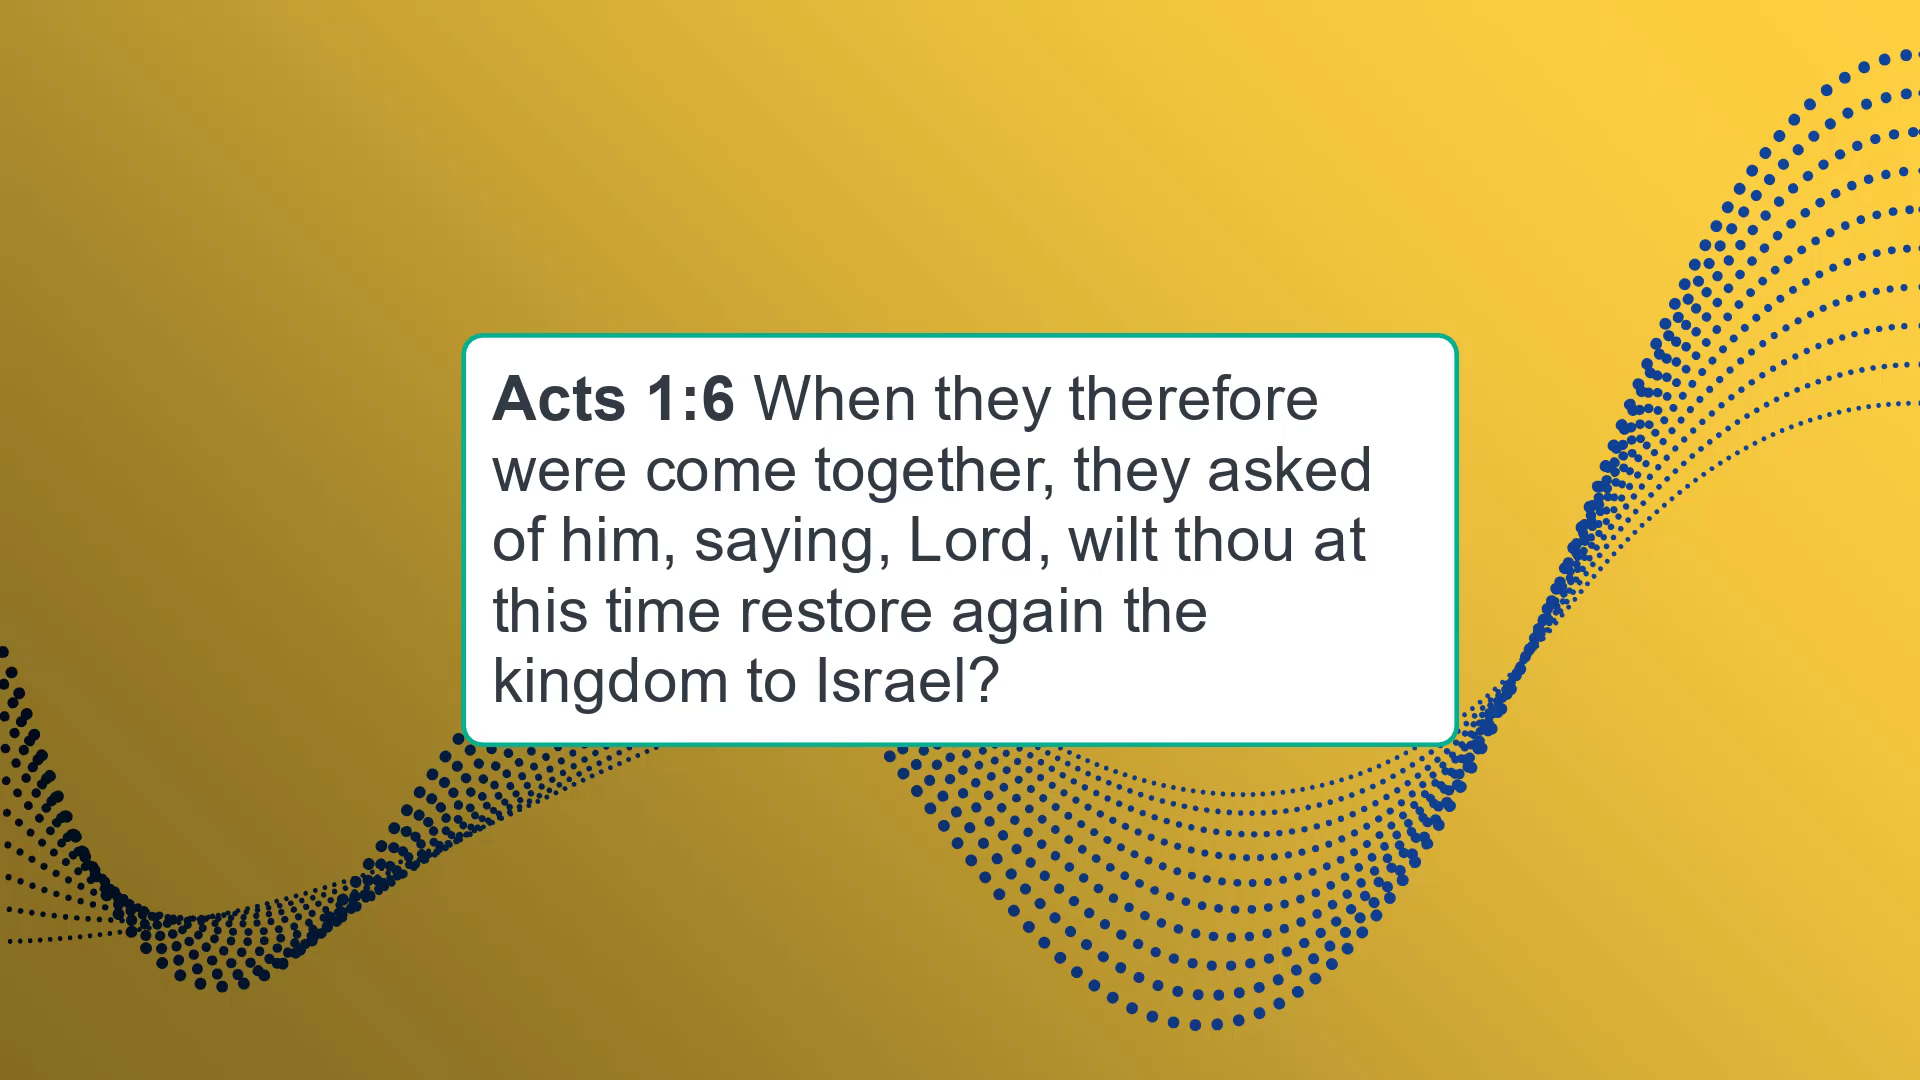 Acts 1:6 When they therefore
were come together, they asked
of him, saying, Lord, wilt thou at
this time restore again the
kingdom to Israel?